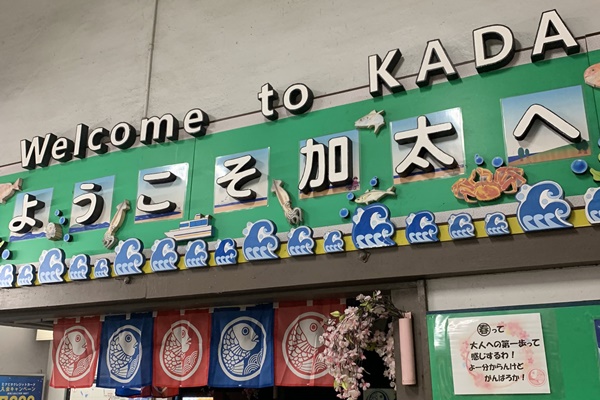 Welcome to KADA
ようこそ加太へ
春って
大人への第一歩って
感じするわ!
よー分からんけど
がんばろか!